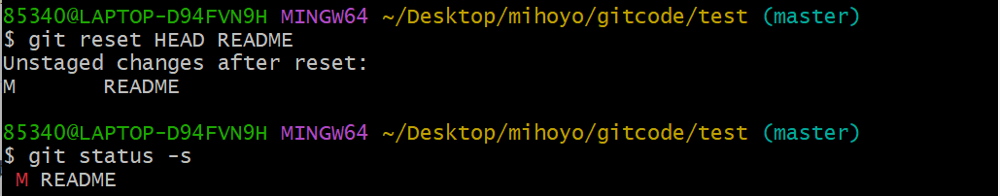 85340@LAPTOP-D94FVN9H MINGW64 ~/Desktop/mihoyo/gitcode/test (master)
$ git reset HEAD README
Unstaged changes after reset:
M       README
85340@LAPTOP-D94FVN9H MINGW64 ~/Desktop/mihoyo/gitcode/test (master)
$ git status -s
 M README